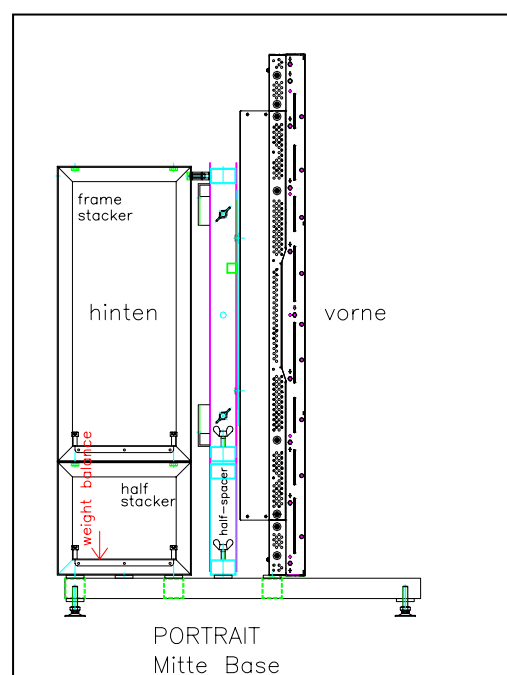 frame
stacker
hinten
vorne
weight balance
half
stacker
half-spacer
PORTRAIT
Mitte Base